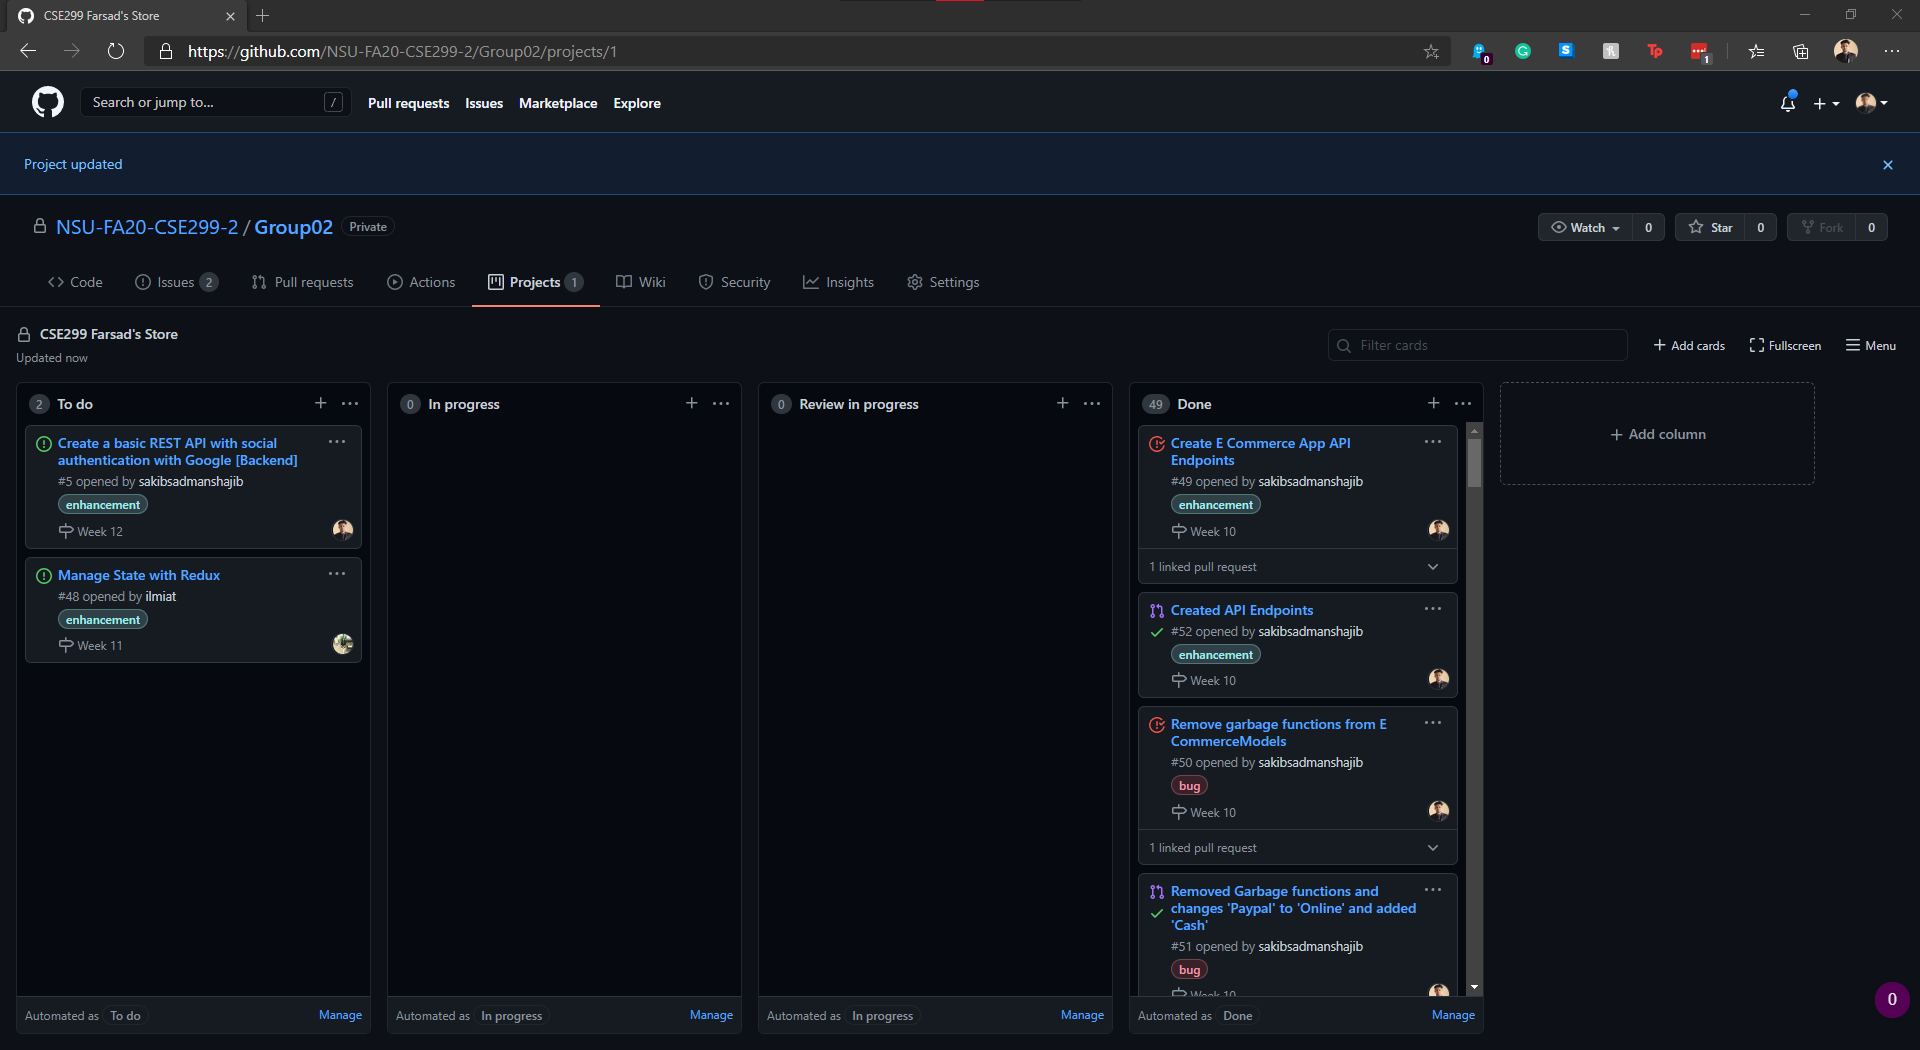 CSE299 Farsad's Store
https://github.com/NSU-FA20-CSE299-2/Group02/projects/1
0
1
Search or jump to...
/
Pull requests
Issues
Marketplace
Explore
Project updated
NSU-FA20-CSE299-2 / Group02 Private
Watch 0
Star 0
Fork 0
Code
Issues 2
Pull requests
Actions
Projects 1
Wiki
Security
Insights
Settings
CSE299 Farsad's Store
Updated now
Filter cards
Add cards
Fullscreen
Menu
2 To do
Create a basic REST API with social
authentication with Google [Backend]
#5 opened by sakibsadmanshajib
enhancement
Week 12
Manage State with Redux
#48 opened by ilmiat
enhancement
Week 11
Automated as To do Manage
0 In progress
Automated as In progress Manage
0 Review in progress
Automated as In progress Manage
49 Done
Create E Commerce App API
Endpoints
#49 opened by sakibsadmanshajib
enhancement
Week 10
1 linked pull request
Created API Endpoints
#52 opened by sakibsadmanshajib
enhancement
Week 10
Remove garbage functions from E
CommerceModels
#50 opened by sakibsadmanshajib
bug
Week 10
1 linked pull request
Removed Garbage functions and
changes 'Paypal' to 'Online' and added
'Cash'
#51 opened by sakibsadmanshajib
bug
Week 10
Automated as Done Manage
Add column
0